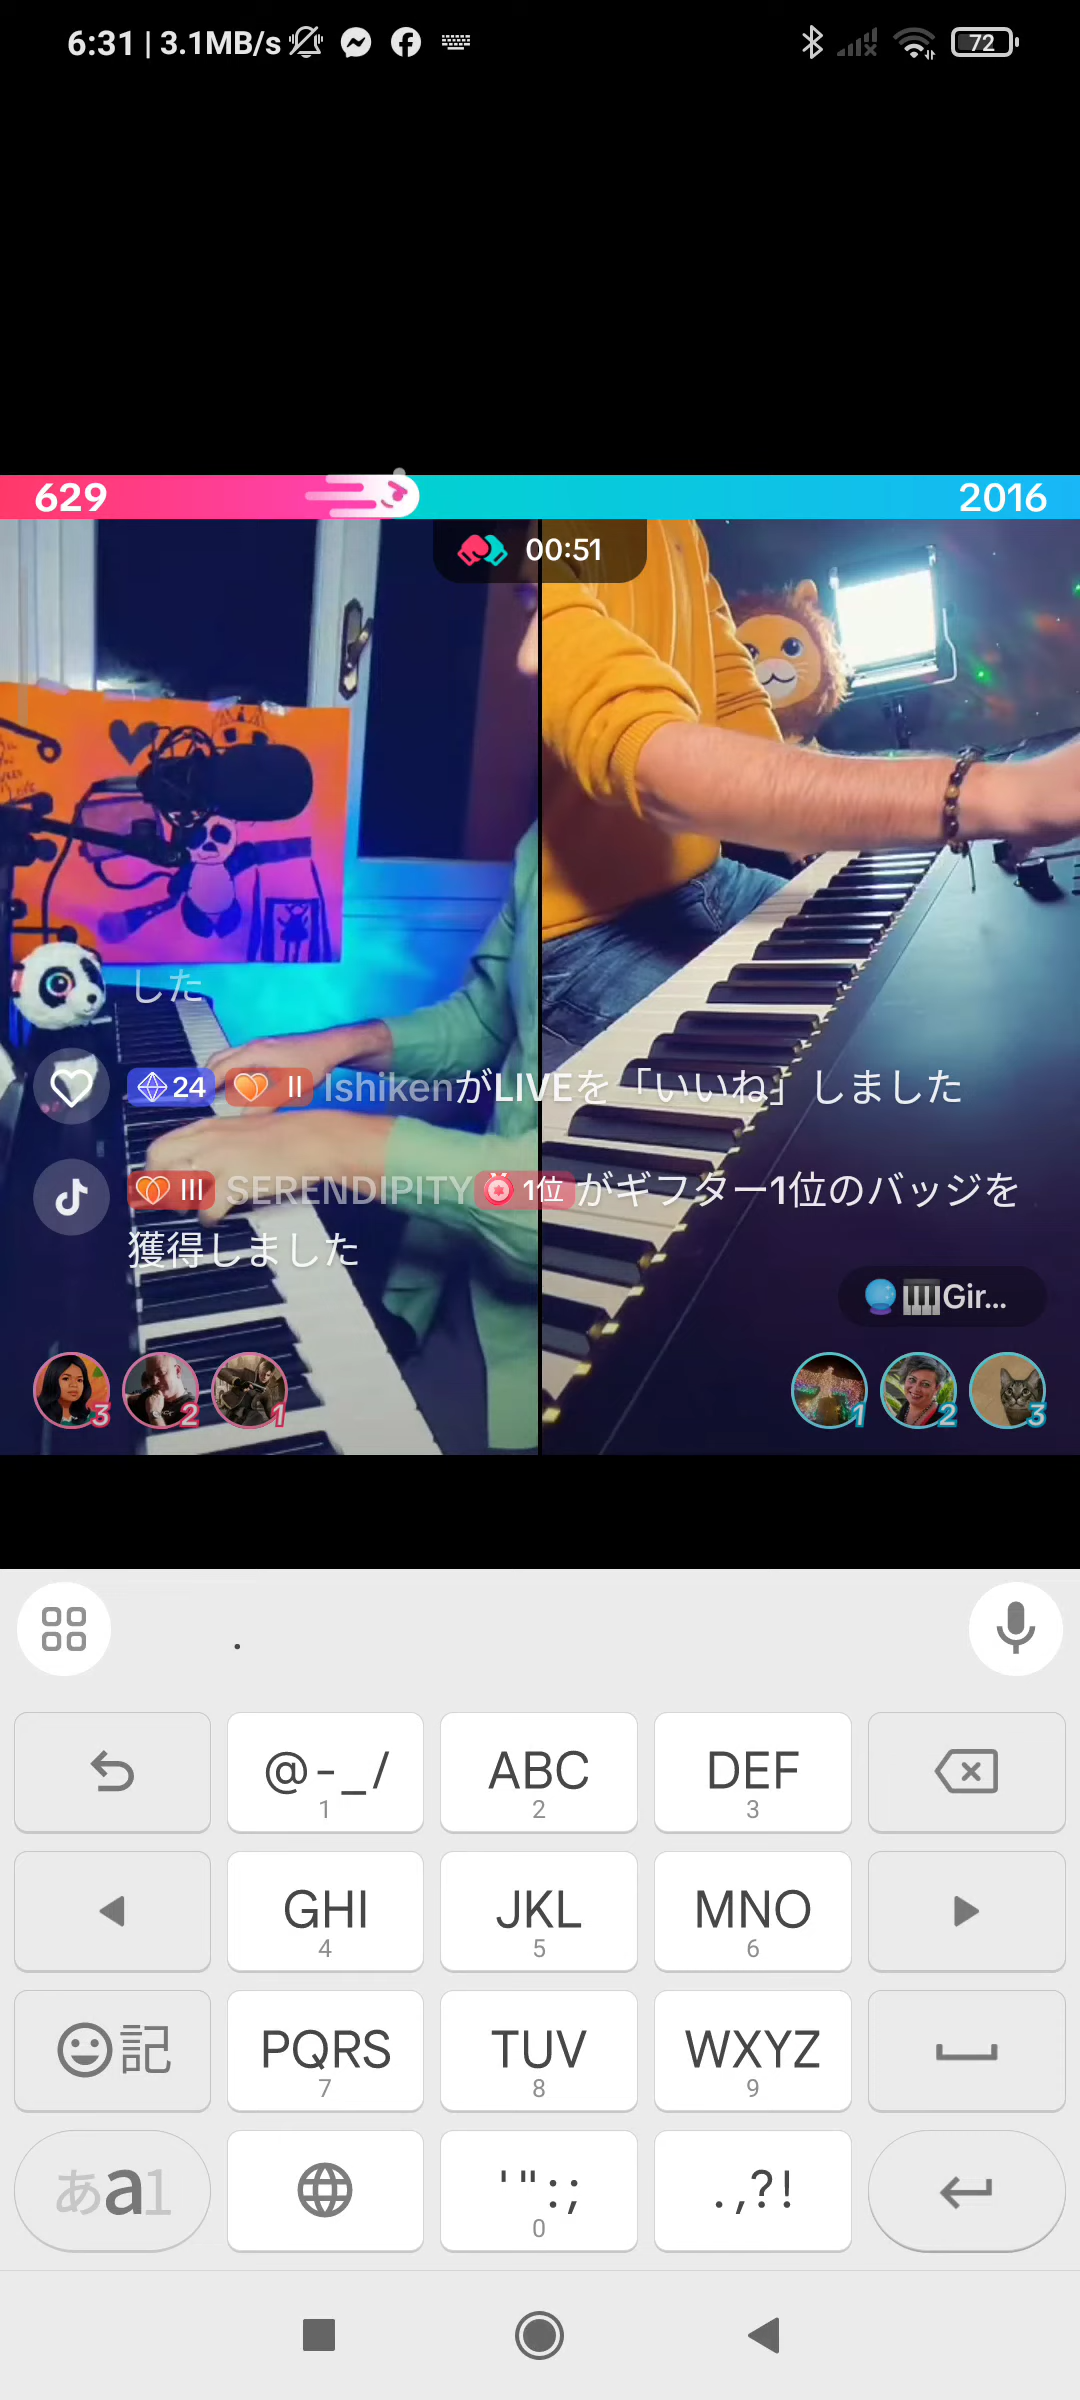 6:31 | 3.1MB/s
72
629
2016
00:51
した
24 II IshikenがLIVEを「いいね」しました
III SERENDIPITY 1位がギフター1位のバッジを
獲得しました
Gir...
3 2 1
1 2 3
.
@-_/ 1
ABC 2
DEF 3
GHI 4
JKL 5
MNO 6
記
PQRS 7
TUV 8
WXYZ 9
あa1
'":; 0
.,?!